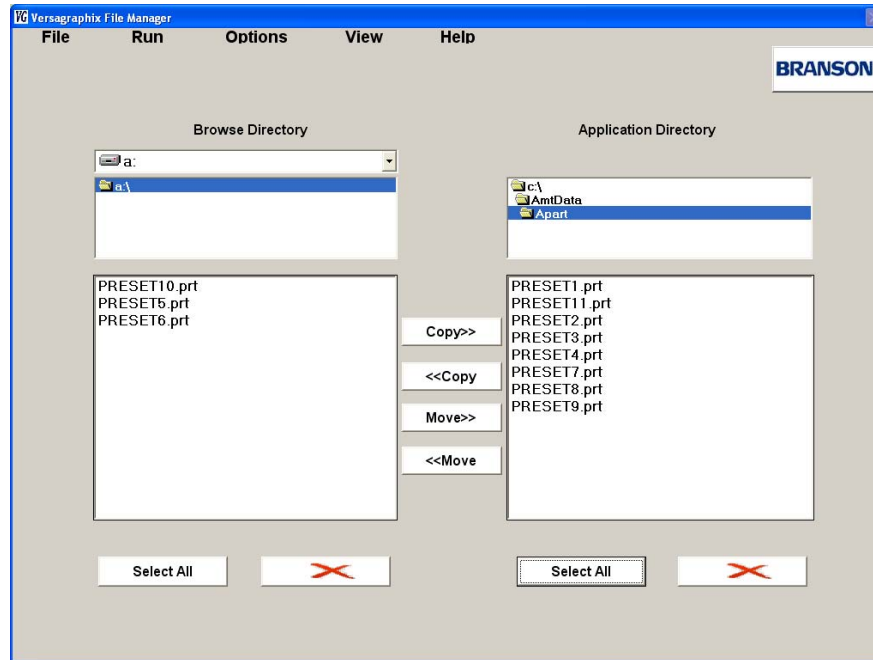 VG Versagraphix File Manager
File Run Options View Help
BRANSON
Browse Directory
Application Directory
a:
a:\
c:\
AmtData
Apart
PRESET10.prt
PRESET5.prt
PRESET6.prt
Copy>>
<<Copy
Move>>
<<Move
PRESET1.prt
PRESET11.prt
PRESET2.prt
PRESET3.prt
PRESET4.prt
PRESET7.prt
PRESET8.prt
PRESET9.prt
Select All
Select All